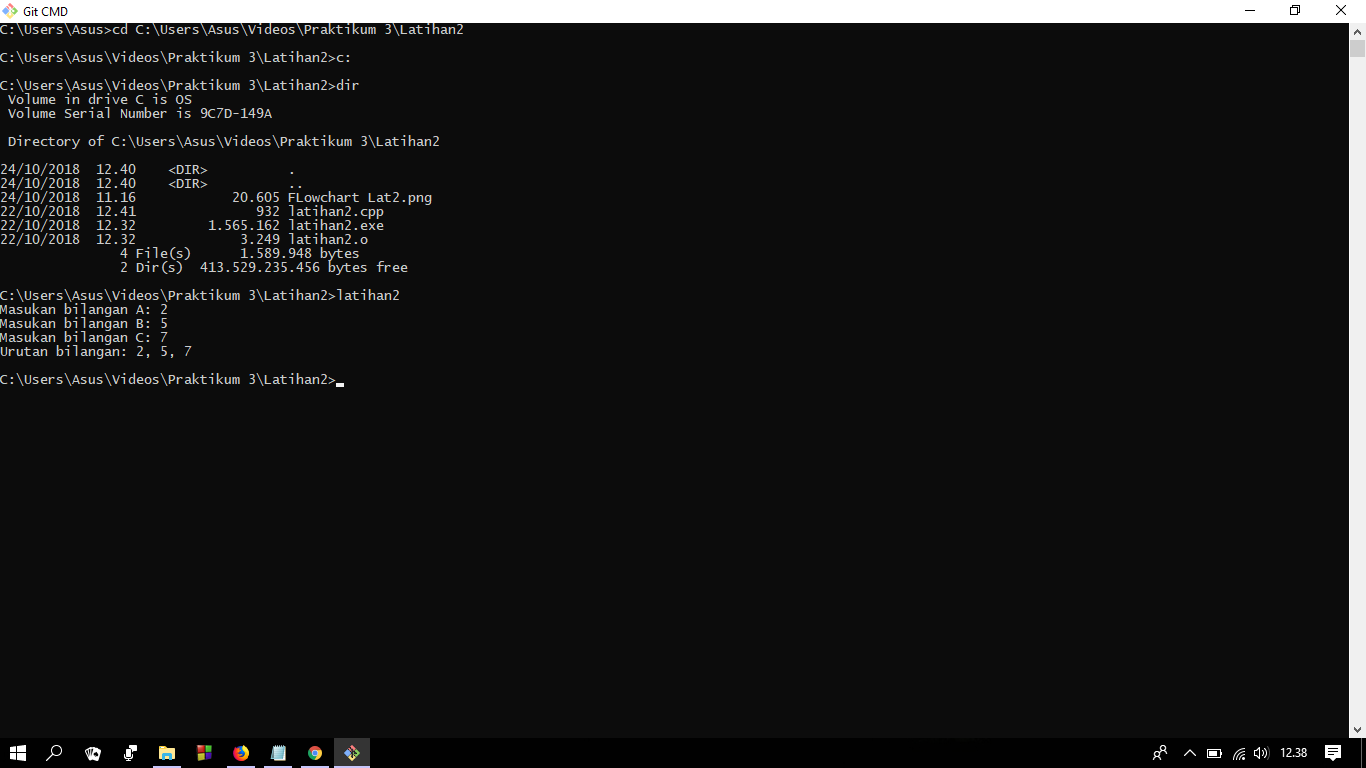 Git CMD
C:\Users\Asus>cd C:\Users\Asus\Videos\Praktikum 3\Latihan2
C:\Users\Asus\Videos\Praktikum 3\Latihan2>c:
C:\Users\Asus\Videos\Praktikum 3\Latihan2>dir
Volume in drive C is OS
Volume Serial Number is 9C7D-149A
Directory of C:\Users\Asus\Videos\Praktikum 3\Latihan2
24/10/2018  12.40    <DIR>          .
24/10/2018  12.40    <DIR>          ..
24/10/2018  11.16            20.605 FLowchart Lat2.png
22/10/2018  12.41               932 latihan2.cpp
22/10/2018  12.32         1.565.162 latihan2.exe
22/10/2018  12.32             3.249 latihan2.o
4 File(s)      1.589.948 bytes
2 Dir(s)  413.529.235.456 bytes free
C:\Users\Asus\Videos\Praktikum 3\Latihan2>latihan2
Masukan bilangan A: 2
Masukan bilangan B: 5
Masukan bilangan C: 7
Urutan bilangan: 2, 5, 7
C:\Users\Asus\Videos\Praktikum 3\Latihan2>
12.38